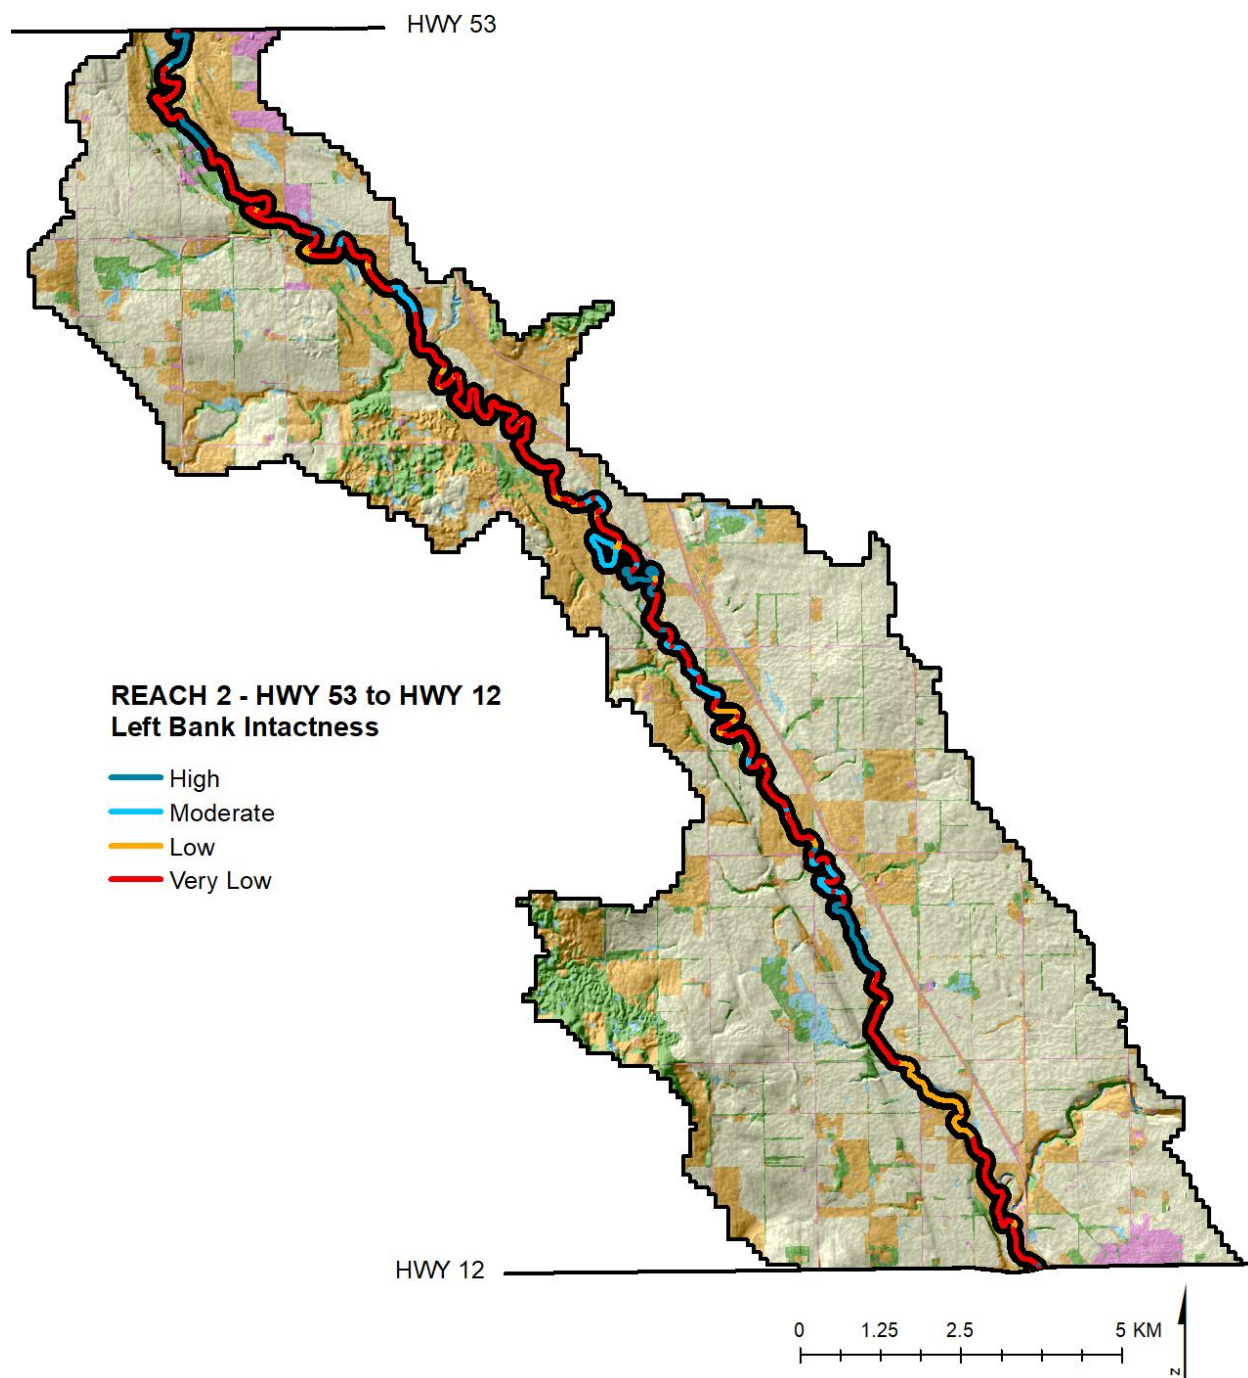 HWY 53
REACH 2 - HWY 53 to HWY 12
Left Bank Intactness
High
Moderate
Low
Very Low
HWY 12
0 1.25 2.5 5 KM
z